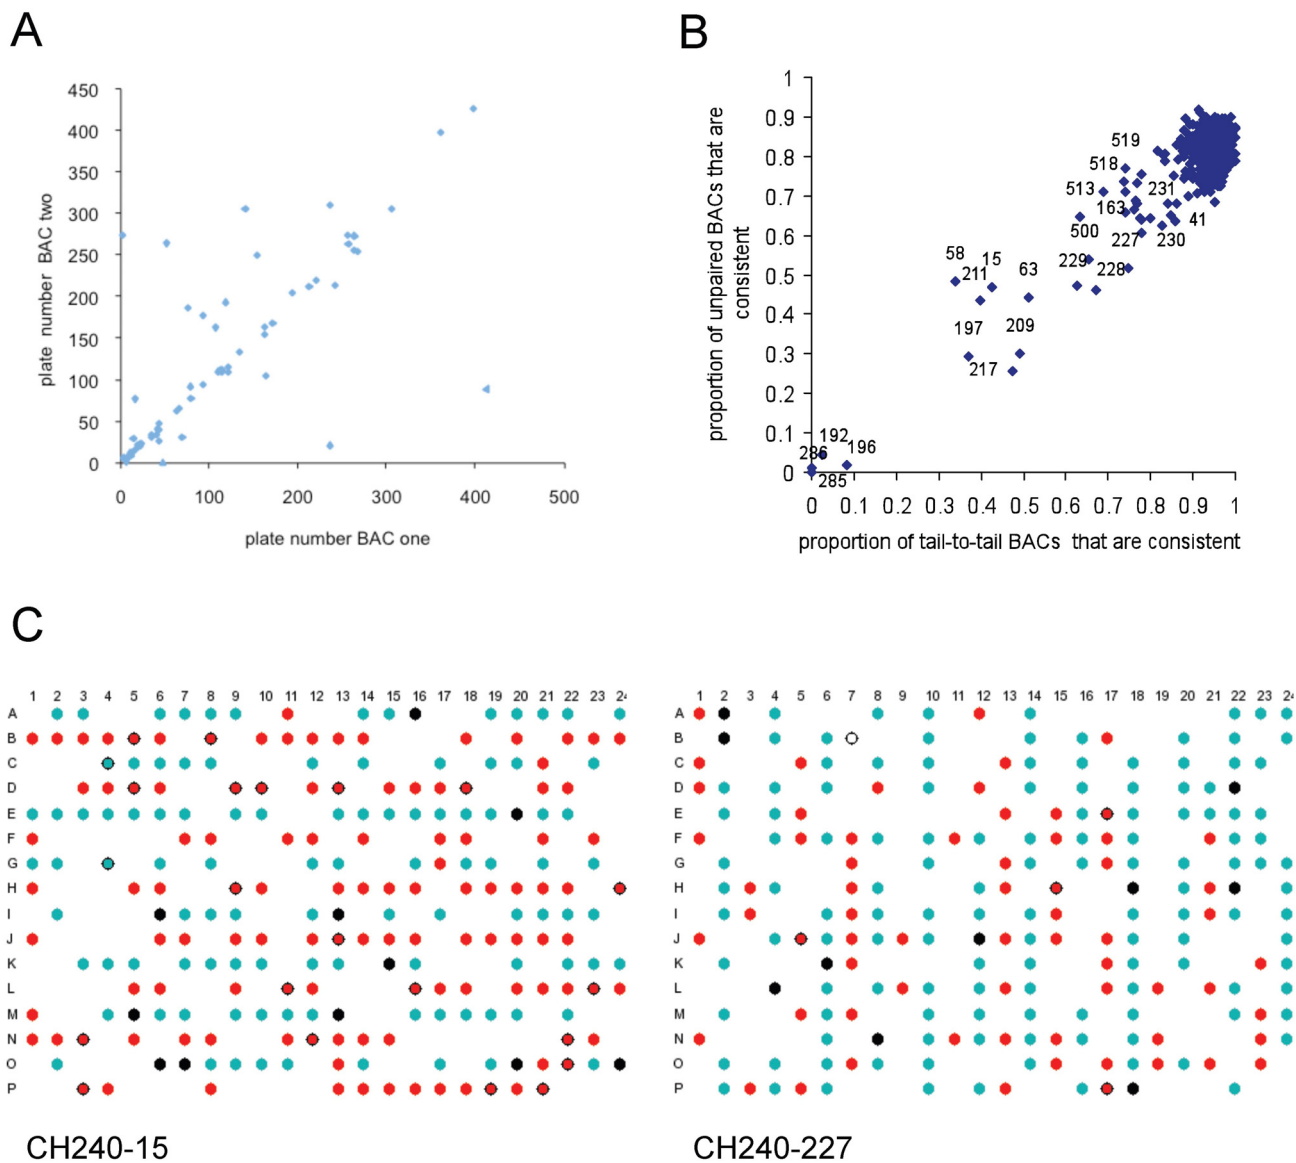 A
B
450
400
350
300
250
200
150
100
50
0
plate number BAC two
0 100 200 300 400 500
plate number BAC one
1
0.9
0.8
0.7
0.6
0.5
0.4
0.3
0.2
0.1
0
proportion of unpaired BACs that are
consistent
519
518
513
231
163
41
500
227
230
58
15
229
228
211
63
197
209
217
192
286
196
285
0 0.1 0.2 0.3 0.4 0.5 0.6 0.7 0.8 0.9 1
proportion of tail-to-tail BACs that are consistent
C
1 2 3 4 5 6 7 8 9 10 11 12 13 14 15 16 17 18 19 20 21 22 23 24
A
B
C
D
E
F
G
H
I
J
K
L
M
N
O
P
CH240-15
1 2 3 4 5 6 7 8 9 10 11 12 13 14 15 16 17 18 19 20 21 22 23 24
A
B
C
D
E
F
G
H
I
J
K
L
M
N
O
P
CH240-227